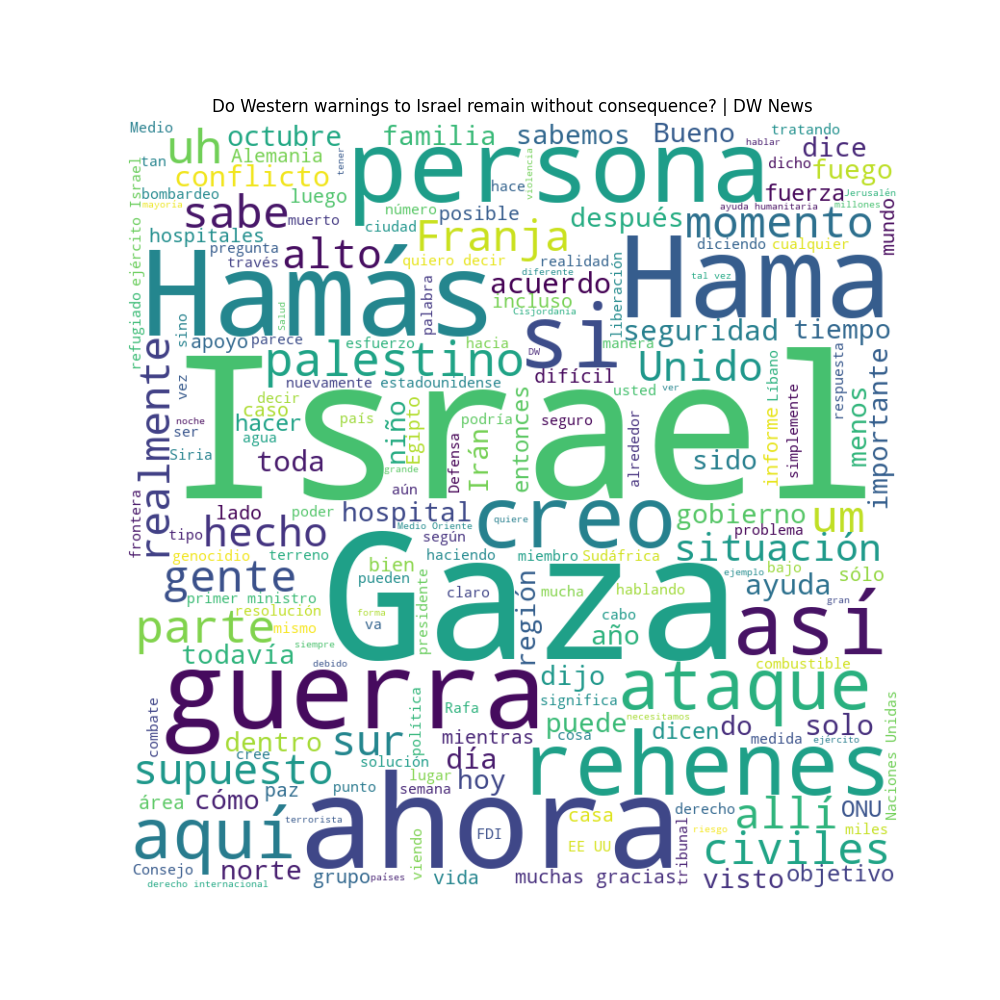 Do Western warnings to Israel remain without consequence? | DW News
Medio
uh
octubre
familia
sabemos
Bueno
tratando
hablar
tan
Alemania
tener
persona
violencia
dicho
dice
conflicto
luego
hace
fuego
bombardeo
mayoría
fuerza
Jerusalén
ayuda humanitaria
millones
sabe
muerto
número
posible
después
momento
mundo
ciudad
hospitales
pregunta
alto
Franja
diciendo
cualquier
través
quiero decir
realidad
Hamás
Hama
diferente
acuerdo
tal vez
refugiado
ejército Israel
palabra
incluso
liberación
Salud
Cisjordania
sino
si
seguridad
tiempo
apoyo
parece
esfuerzo
hacia
manera
realmente
palestino
DW
Unido
vez
nuevamente
estadounidense
difícil
usted
ver
Líbano
respuesta
decir
país
caso
hacer
niño
Egipto
podría
entonces
seguro
alrededor
informe
simplemente
menos
importante
noche
ser
agua
Israel
Siria
toda
grande
Defensa
Irán
sido
aún
frontera
lado
poder
hospital
creo
quiere
gobierno
um
tipo
hecho
Medio Oriente
según
problema
genocidio
terreno
haciendo
miembro
Sudáfrica
situación
gente
bien
pueden
región
ejemplo
bajo
sólo
primer ministro
Gaza
claro
mucha
hablando
ayuda
gran
resolución
forma
va
presidente
cabo
así
parte
mismo
año
siempre
todavía
debido
dijo
combustible
guerra
significa
ataque
combate
política
Rafa
puede
necesitamos
cosa
dicen
do
solo
dentro
sur
mientras
medida
ejército
Naciones Unidas
cree
solución
día
rehenes
supuesto
paz
punto
lugar
semana
hoy
área
cómo
ahora
casa
derecho
allí
ONU
terrorista
FDI
riesgo
miles
aquí
viendo
EE UU
tribunal
civiles
Consejo
norte
grupo
países
vida
muchas gracias
visto
objetivo
derecho internacional